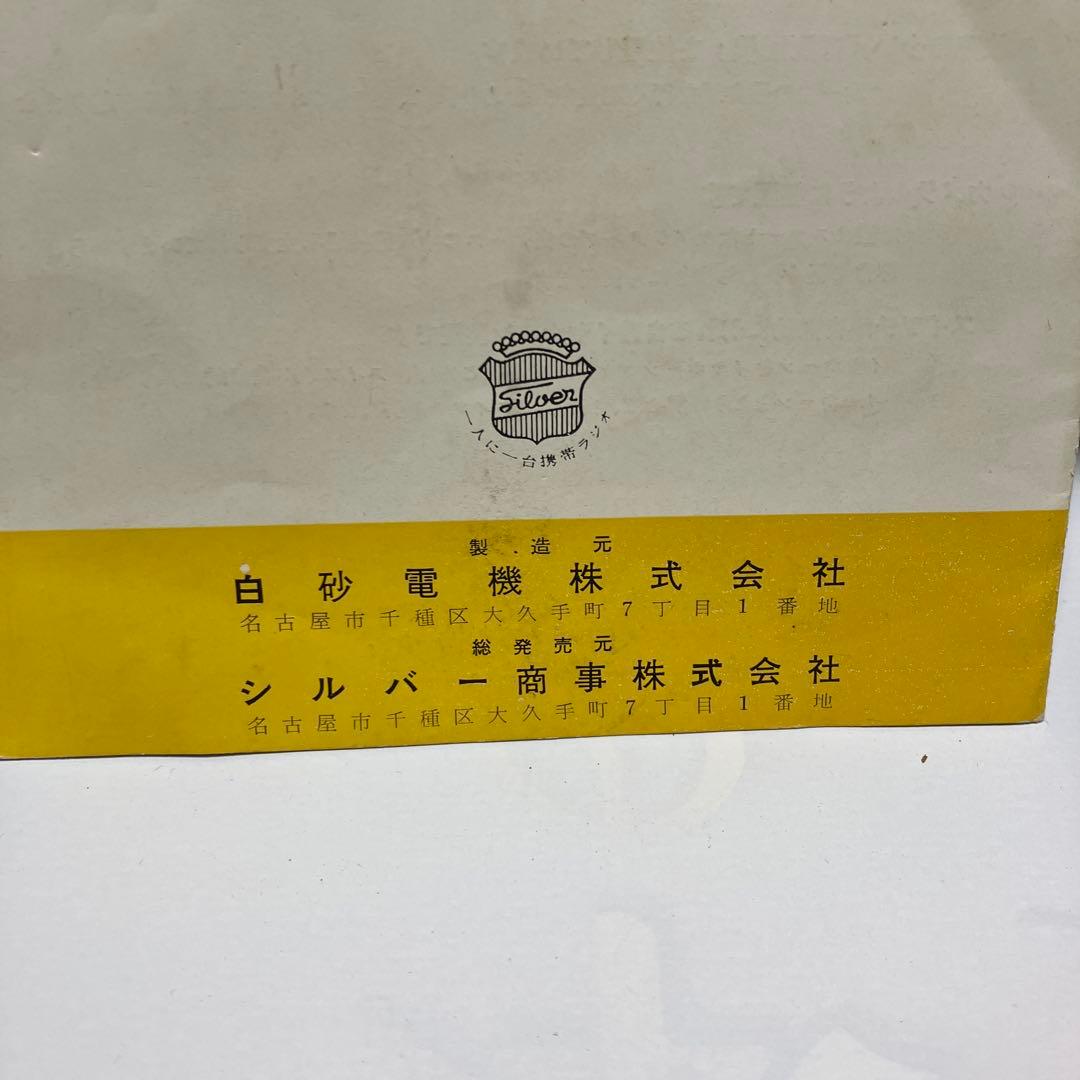 Silver
一人に一台携帯ラジオ
製造元
白砂電機株式会社
名古屋市千種区大久手町7丁目1番地
総発売元
シルバー商事株式会社
名古屋市千種区大久手町7丁目1番地